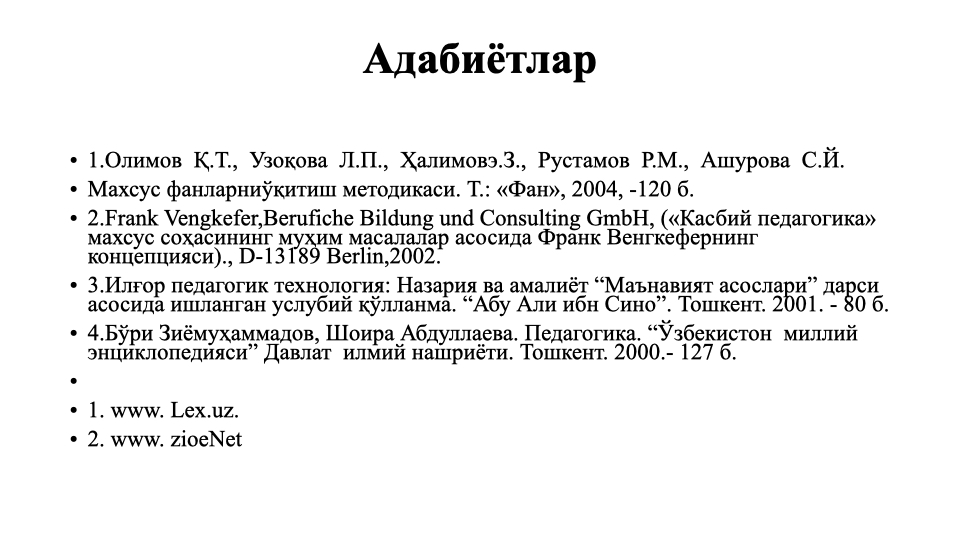 Адабиётлар
• 1.Олимов Қ.Т., Узоқова Л.П., Ҳалимовэ.З., Рустамов Р.М., Ашурова С.Й.
• Махсус фанларниўқитиш методикаси. Т.: «Фан», 2004, -120 б.
• 2.Frank Vengkefer,Berufiche Bildung und Consulting GmbH, («Касбий педагогика»
махсус соҳасининг муҳим масалалар асосида Франк Венгкефернинг
концепцияси)., D-13189 Berlin,2002.
• 3.Илғор педагогик технология: Назария ва амалиёт “Маънавият асослари” дарси
асосида ишланган услубий қўлланма. “Абу Али ибн Сино”. Тошкент. 2001. - 80 б.
• 4.Бўри Зиёмуҳаммадов, Шоира Абдуллаева. Педагогика. “Ўзбекистон миллий
энциклопедияси” Давлат илмий нашриёти. Тошкент. 2000.- 127 б.
•
• 1. www. Lex.uz.
• 2. www. zioeNet